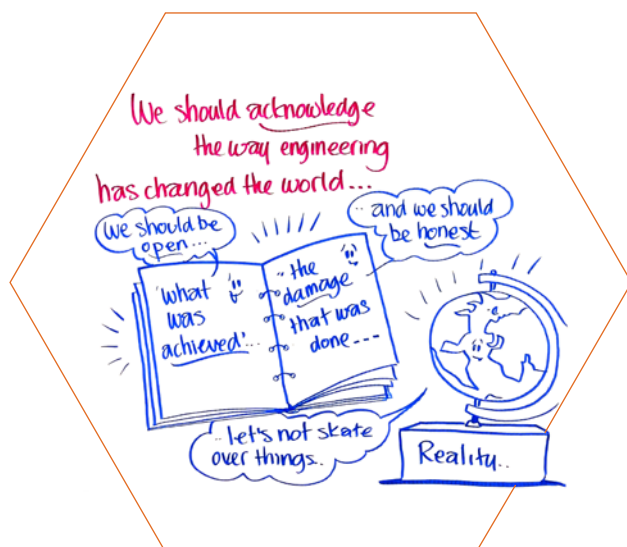 We should acknowledge
the way engineering
has changed the world...
We should be
open...
.. and we should
be honest
'what
was
achieved'...
.. the
damage
that was
done ---
.. let's not skate
over things.
Reality..